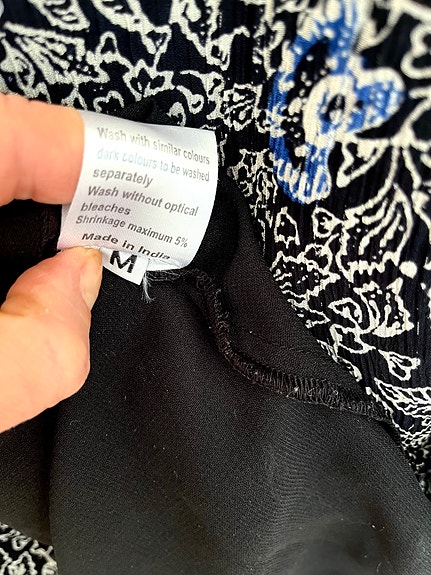 Wash with similar colours
dark colours to be washed
separately
Wash without optical
bleaches
Shrinkage maximum 5%
Made in India
M